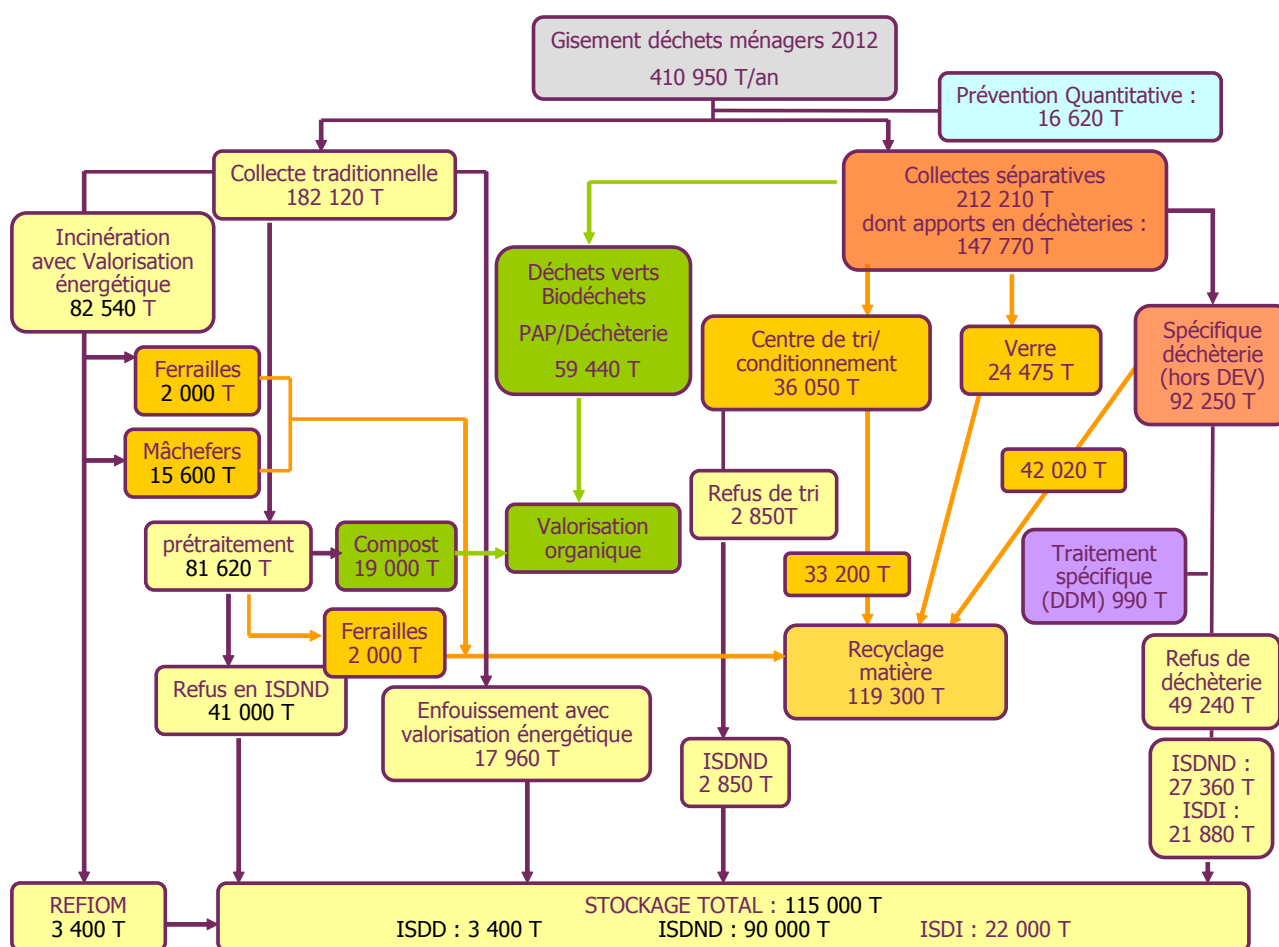 Gisement déchets ménagers 2012
410 950 T/an
Prévention Quantitative :
16 620 T
Collecte traditionnelle
182 120 T
Collectes séparatives
212 210 T
dont apports en déchèteries :
147 770 T
Incinération
avec Valorisation
énergétique
82 540 T
Déchets verts
Biodéchets
PAP/Déchèterie
59 440 T
Centre de tri/
conditionnement
36 050 T
Verre
24 475 T
Spécifique
déchèterie
(hors DEV)
92 250 T
Ferrailles
2 000 T
Mâchefers
15 600 T
42 020 T
Refus de tri
2 850T
prétraitement
81 620 T
Compost
19 000 T
Valorisation
organique
33 200 T
Traitement
spécifique
(DDM) 990 T
Ferrailles
2 000 T
Recyclage
matière
119 300 T
Refus de
déchèterie
49 240 T
Refus en ISDND
41 000 T
Enfouissement avec
valorisation énergétique
17 960 T
ISDND
2 850 T
ISDND :
27 360 T
ISDI :
21 880 T
REFIOM
3 400 T
STOCKAGE TOTAL : 115 000 T
ISDD : 3 400 T ISDND : 90 000 T ISDI : 22 000 T